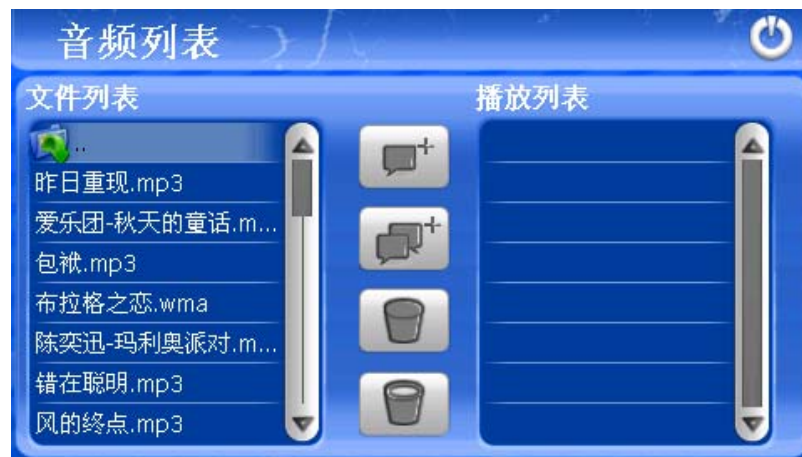 音频列表
文件列表
播放列表
..
昨日重现.mp3
爱乐团-秋天的童话.m...
包袱.mp3
布拉格之恋.wma
陈奕迅-玛利奥派对.m...
错在聪明.mp3
风的终点.mp3